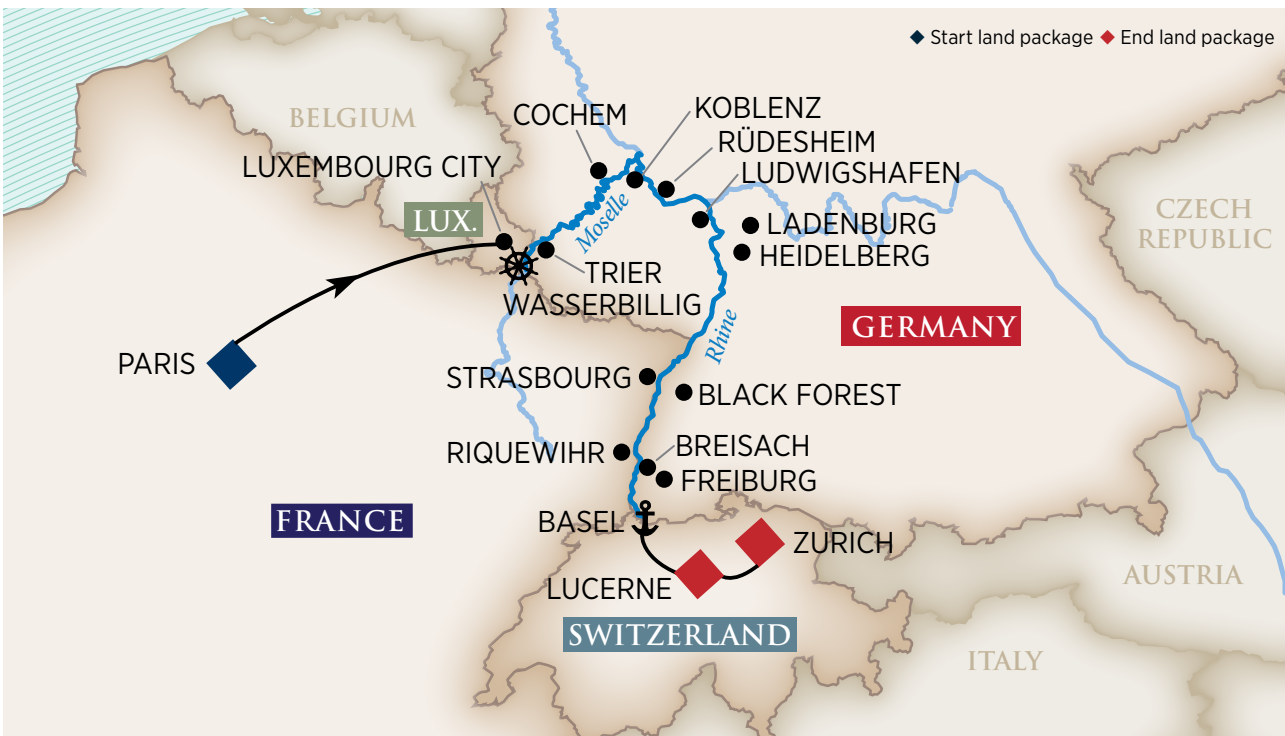 Start land package
End land package
BELGIUM
COCHEM
KOBLENZ
RÜDESHEIM
LUDWIGSHAFEN
LUXEMBOURG CITY
LUX.
Moselle
LADENBURG
HEIDELBERG
CZECH
REPUBLIC
TRIER
WASSERBILLIG
Rhine
GERMANY
PARIS
STRASBOURG
BLACK FOREST
RIQUEWIHR
BREISACH
FREIBURG
FRANCE
BASEL
ZURICH
LUCERNE
AUSTRIA
SWITZERLAND
ITALY